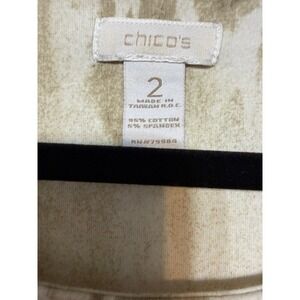 chico's
2
MADE IN
TAIWAN R.O.C.
95% COTTON
5% SPANDEX